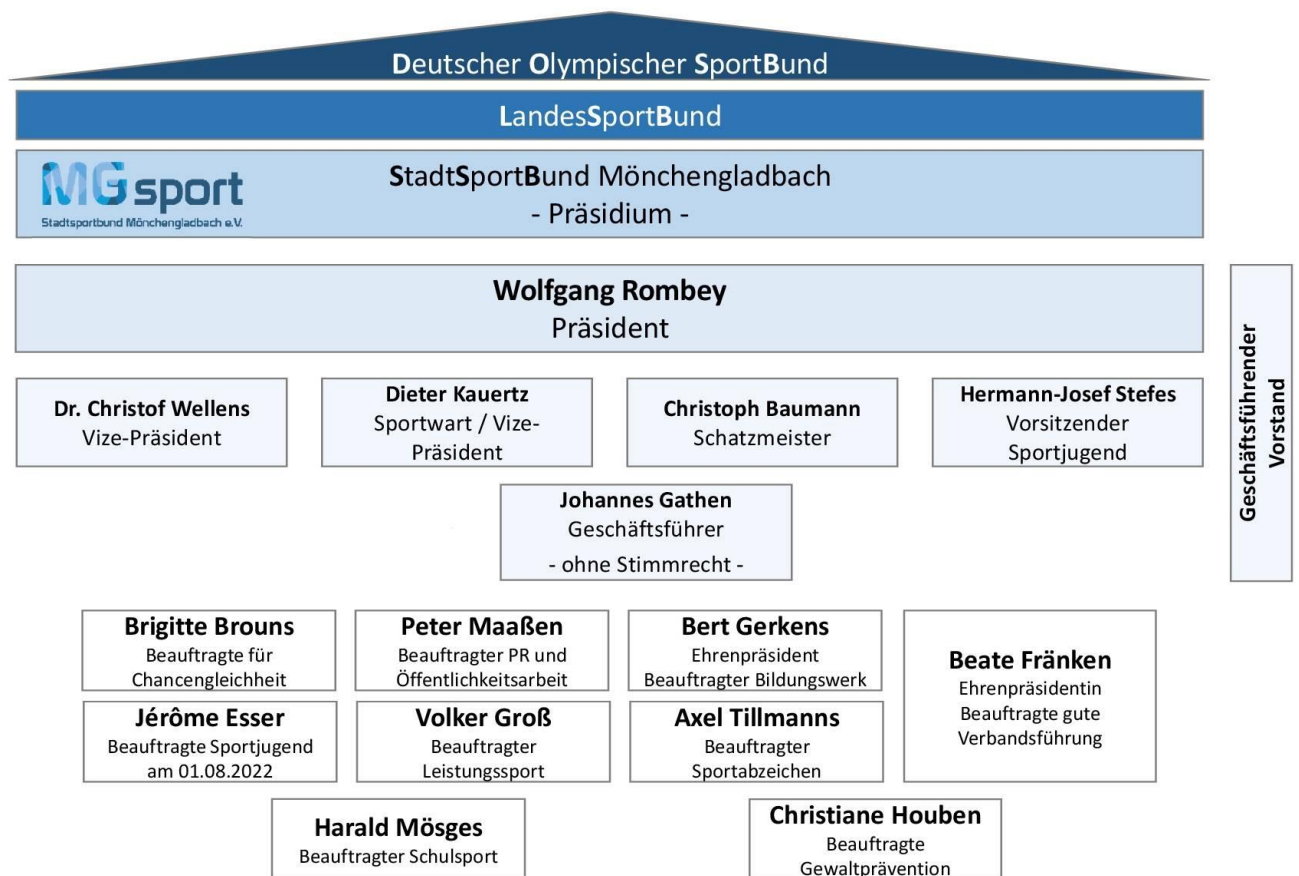 Deutscher Olympischer SportBund
LandesSportBund
MGsport
Stadtsportbund Mönchengladbach e.V.
StadtSportBund Mönchengladbach
- Präsidium -
Wolfgang Rombey
Präsident
Geschäftsführender
Vorstand
Dr. Christof Wellens
Vize-Präsident
Dieter Kauertz
Sportwart / Vize-
Präsident
Christoph Baumann
Schatzmeister
Hermann-Josef Stefes
Vorsitzender
Sportjugend
Johannes Gathen
Geschäftsführer
- ohne Stimmrecht -
Brigitte Brouns
Beauftragte für
Chancengleichheit
Peter Maaßen
Beauftragter PR und
Öffentlichkeitsarbeit
Bert Gerkens
Ehrenpräsident
Beauftragter Bildungswerk
Beate Fränken
Ehrenpräsidentin
Beauftragte gute
Verbandsführung
Jérôme Esser
Beauftragte Sportjugend
am 01.08.2022
Volker Groß
Beauftragter
Leistungssport
Axel Tillmanns
Beauftragter
Sportabzeichen
Harald Mösges
Beauftragter Schulsport
Christiane Houben
Beauftragte
Gewaltprävention